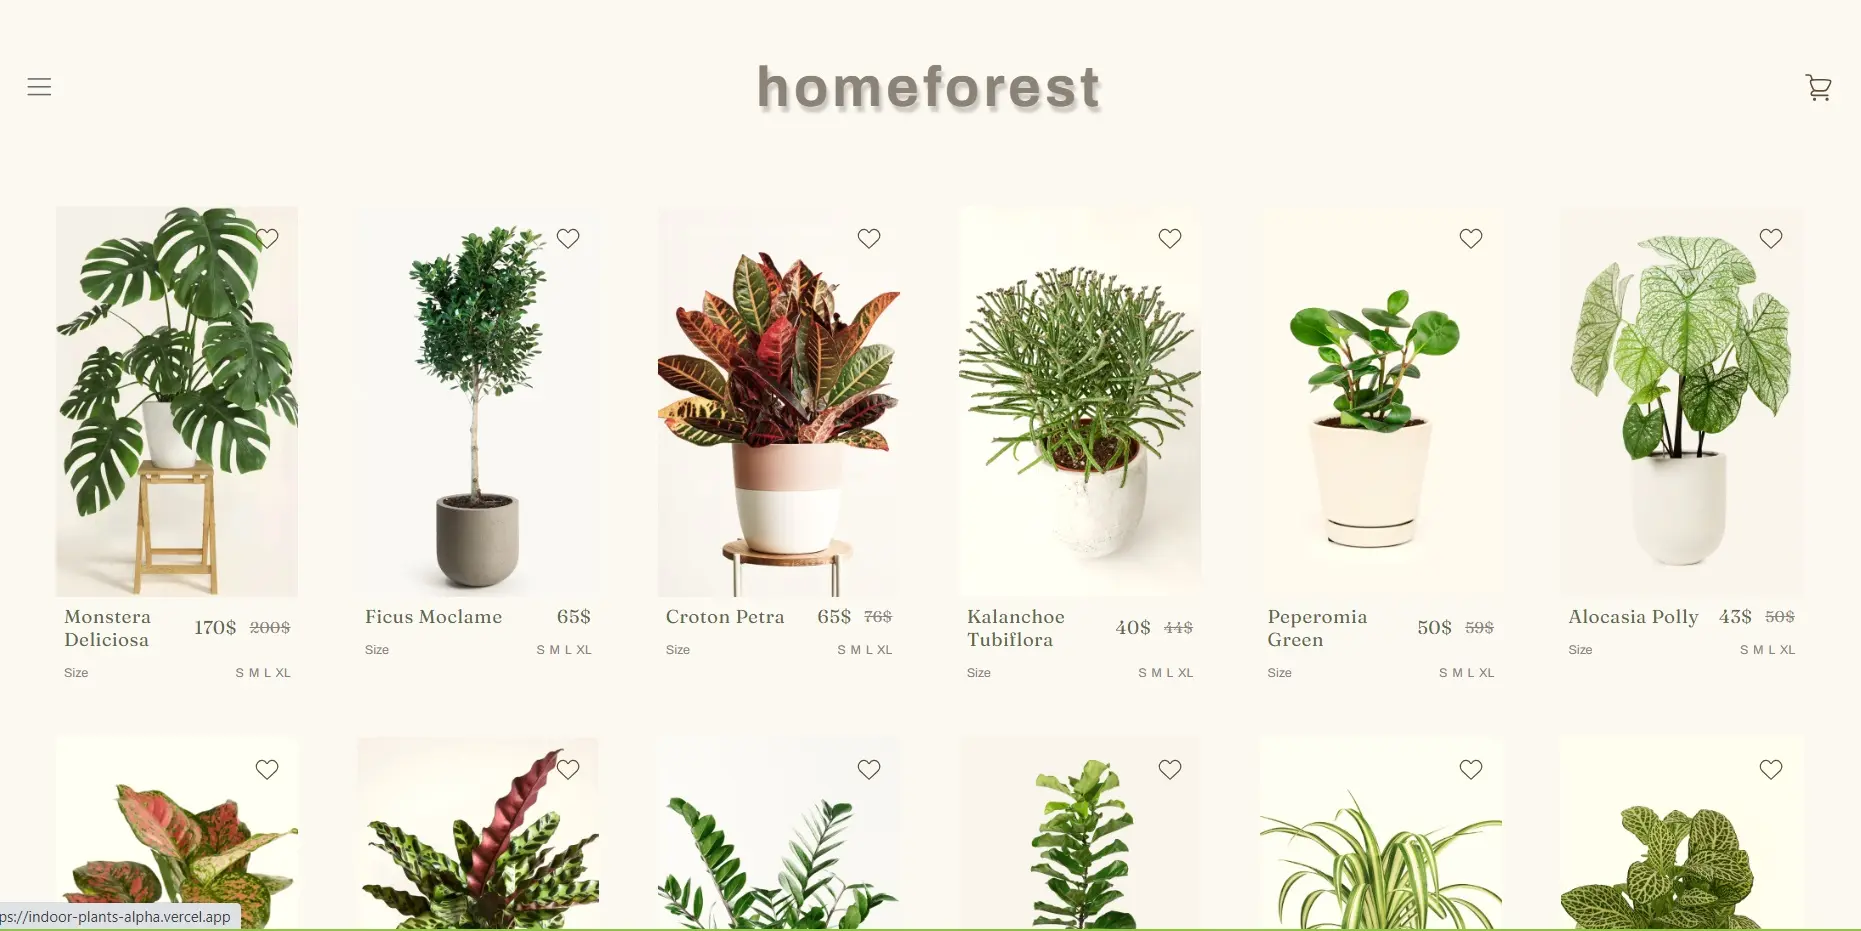 homeforest
Monstera Deliciosa 170$ 200$
Size S M L XL
Ficus Moclame 65$
Size S M L XL
Croton Petra 65$ 76$
Size S M L XL
Kalanchoe Tubiflora 40$ 44$
Size S M L XL
Peperomia Green 50$ 59$
Size S M L XL
Alocasia Polly 43$ 50$
Size S M L XL
ps://indoor-plants-alpha.vercel.app